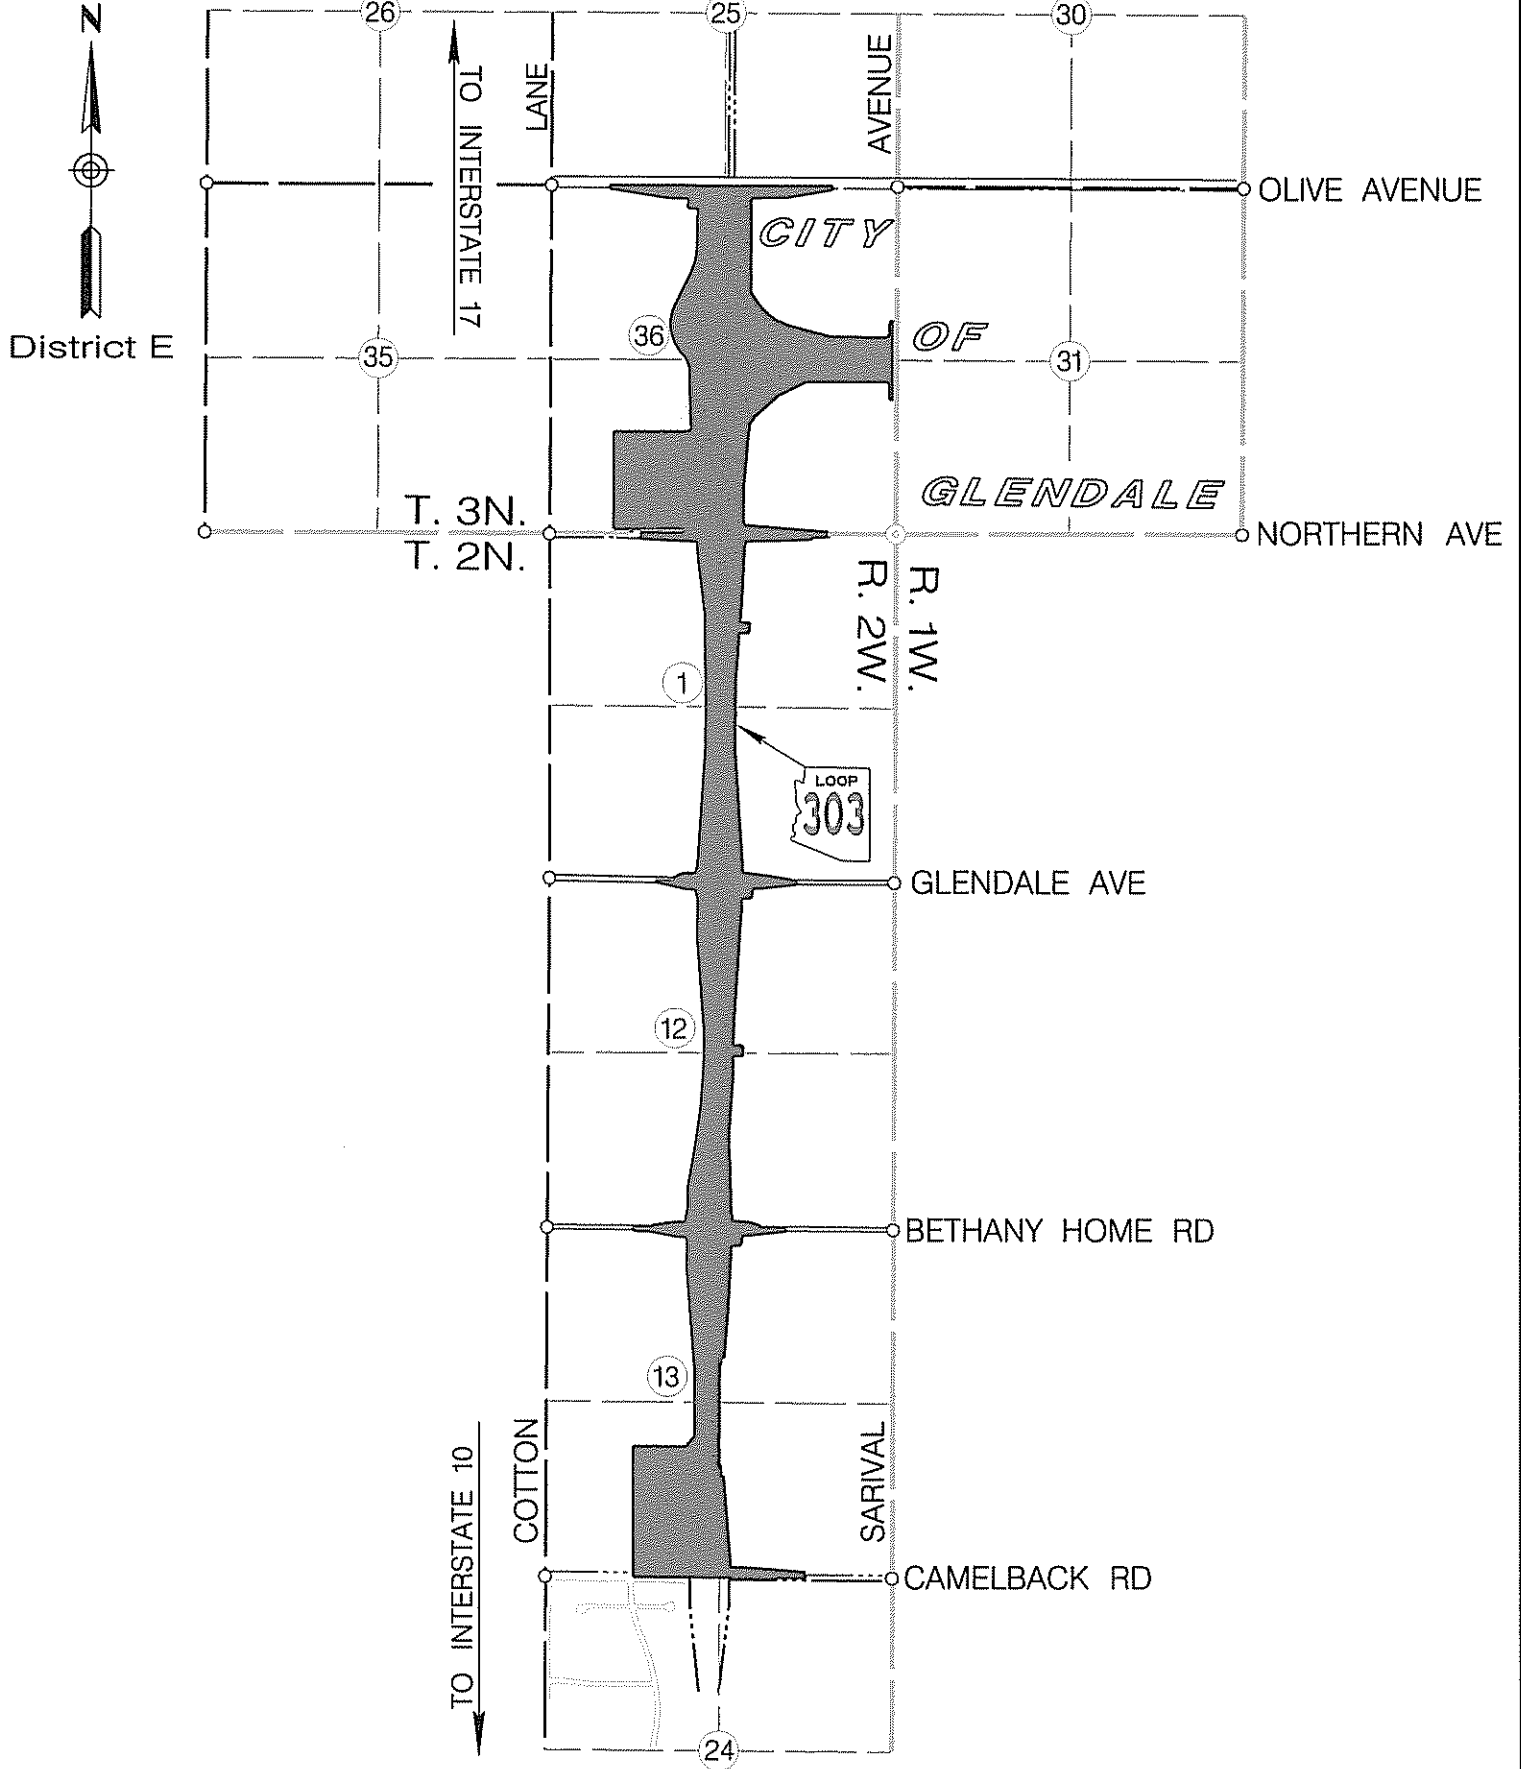 N
26
25
30
TO INTERSTATE 17
LANE
AVENUE
OLIVE AVENUE
CITY
District E
36
35
OF
31
GLENDALE
T. 3N.
T. 2N.
NORTHERN AVE
R. 2W.
R. 1W.
1
LOOP
303
GLENDALE AVE
12
BETHANY HOME RD
13
TO INTERSTATE 10
COTTON
SARIVAL
CAMELBACK RD
24